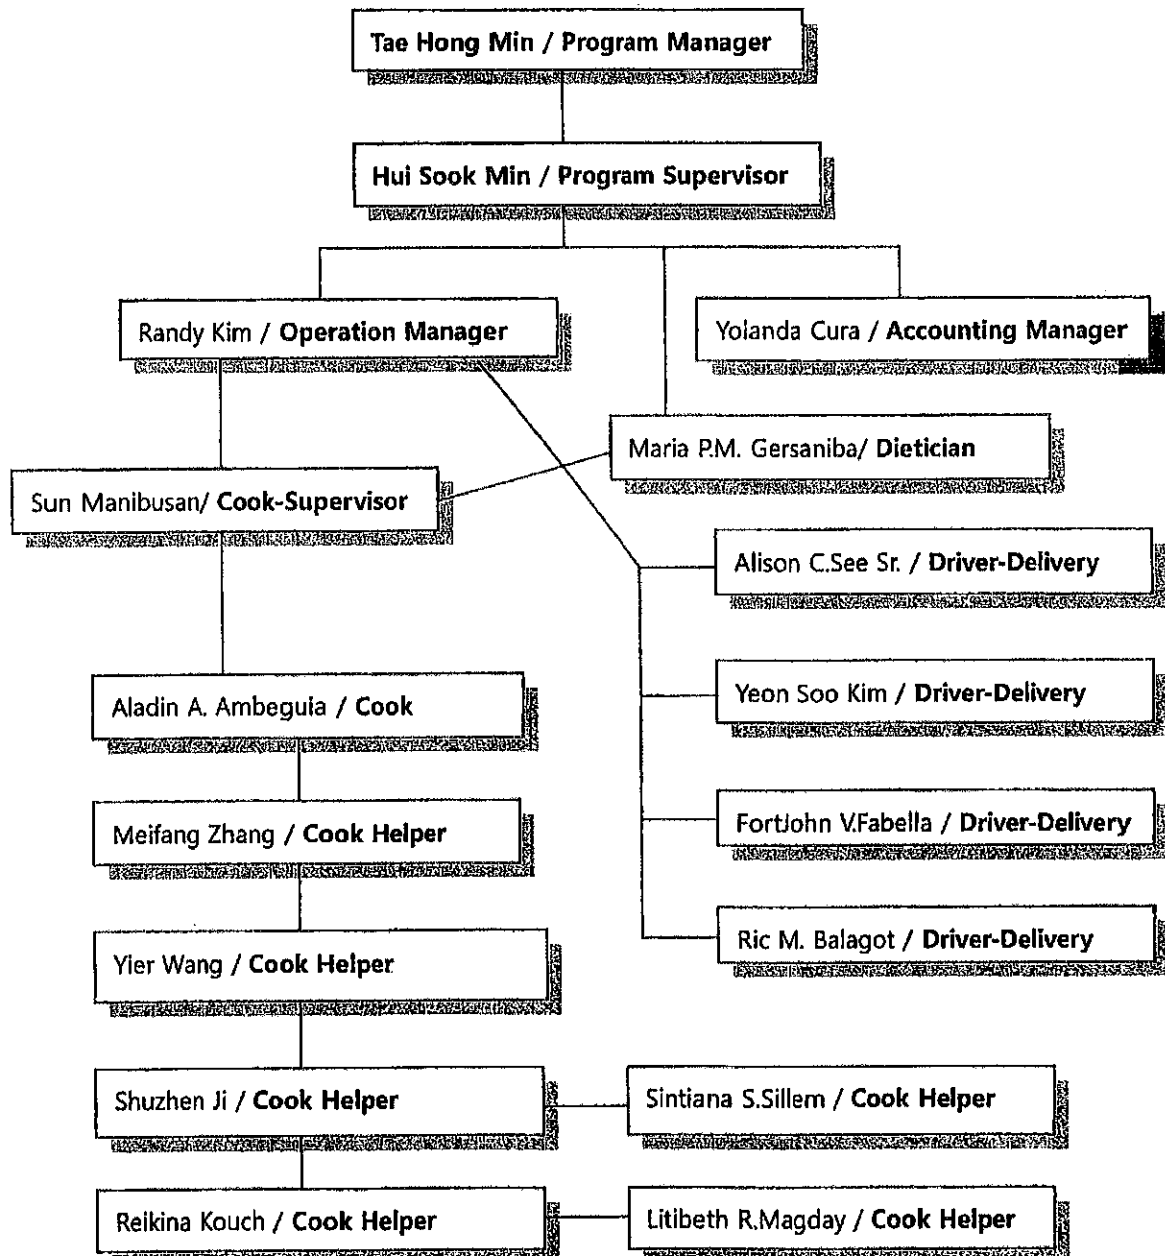 Tae Hong Min / Program Manager
Hui Sook Min / Program Supervisor
Randy Kim / Operation Manager
Yolanda Cura / Accounting Manager
Maria P.M. Gersaniba/ Dietician
Sun Manibusan/ Cook-Supervisor
Alison C.See Sr. / Driver-Delivery
Yeon Soo Kim / Driver-Delivery
Aladin A. Ambeguia / Cook
Meifang Zhang / Cook Helper
FortJohn V.Fabella / Driver-Delivery
Ric M. Balagot / Driver-Delivery
Yier Wang / Cook Helper
Shuzhen Ji / Cook Helper
Sintiana S.Sillem / Cook Helper
Reikina Kouch / Cook Helper
Litibeth R.Magday / Cook Helper